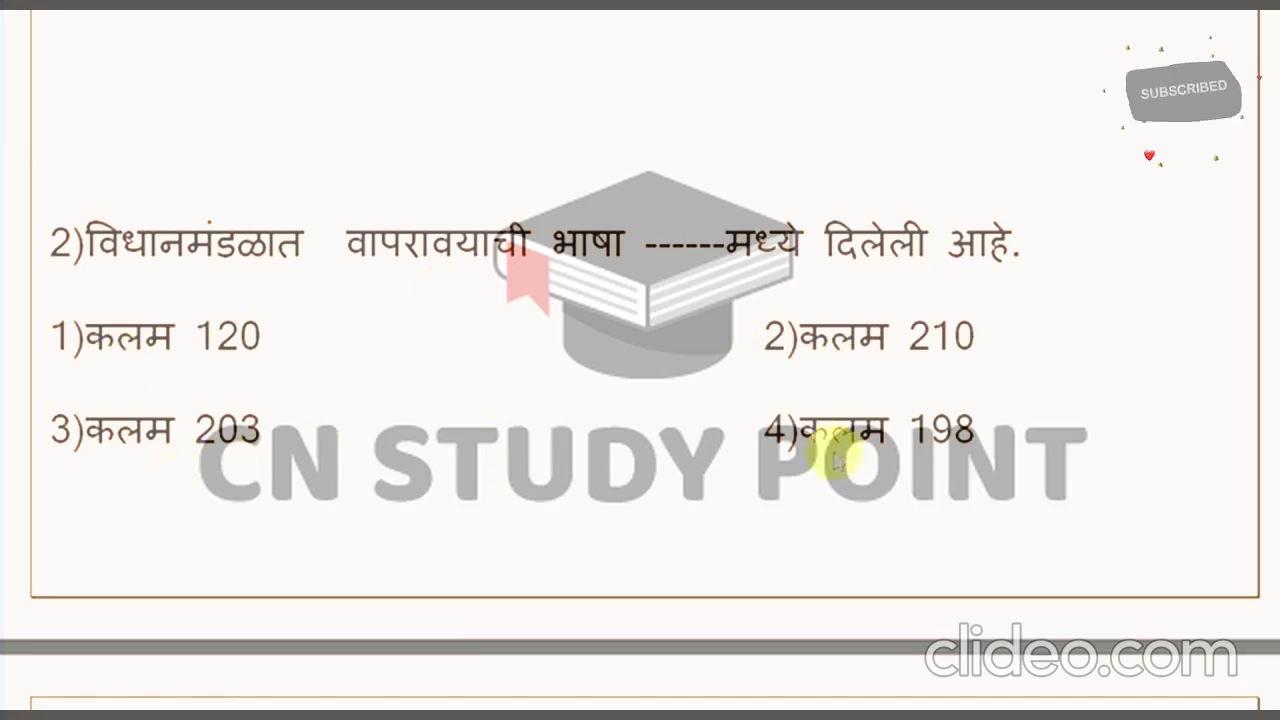 SUBSCRIBED
2)विधानमंडळात वापरावयाची भाषा ------मध्ये दिलेली आहे.
1)कलम 120 2)कलम 210
3)कलम 203 4)कलम 198
CN STUDY POINT
clideo.com